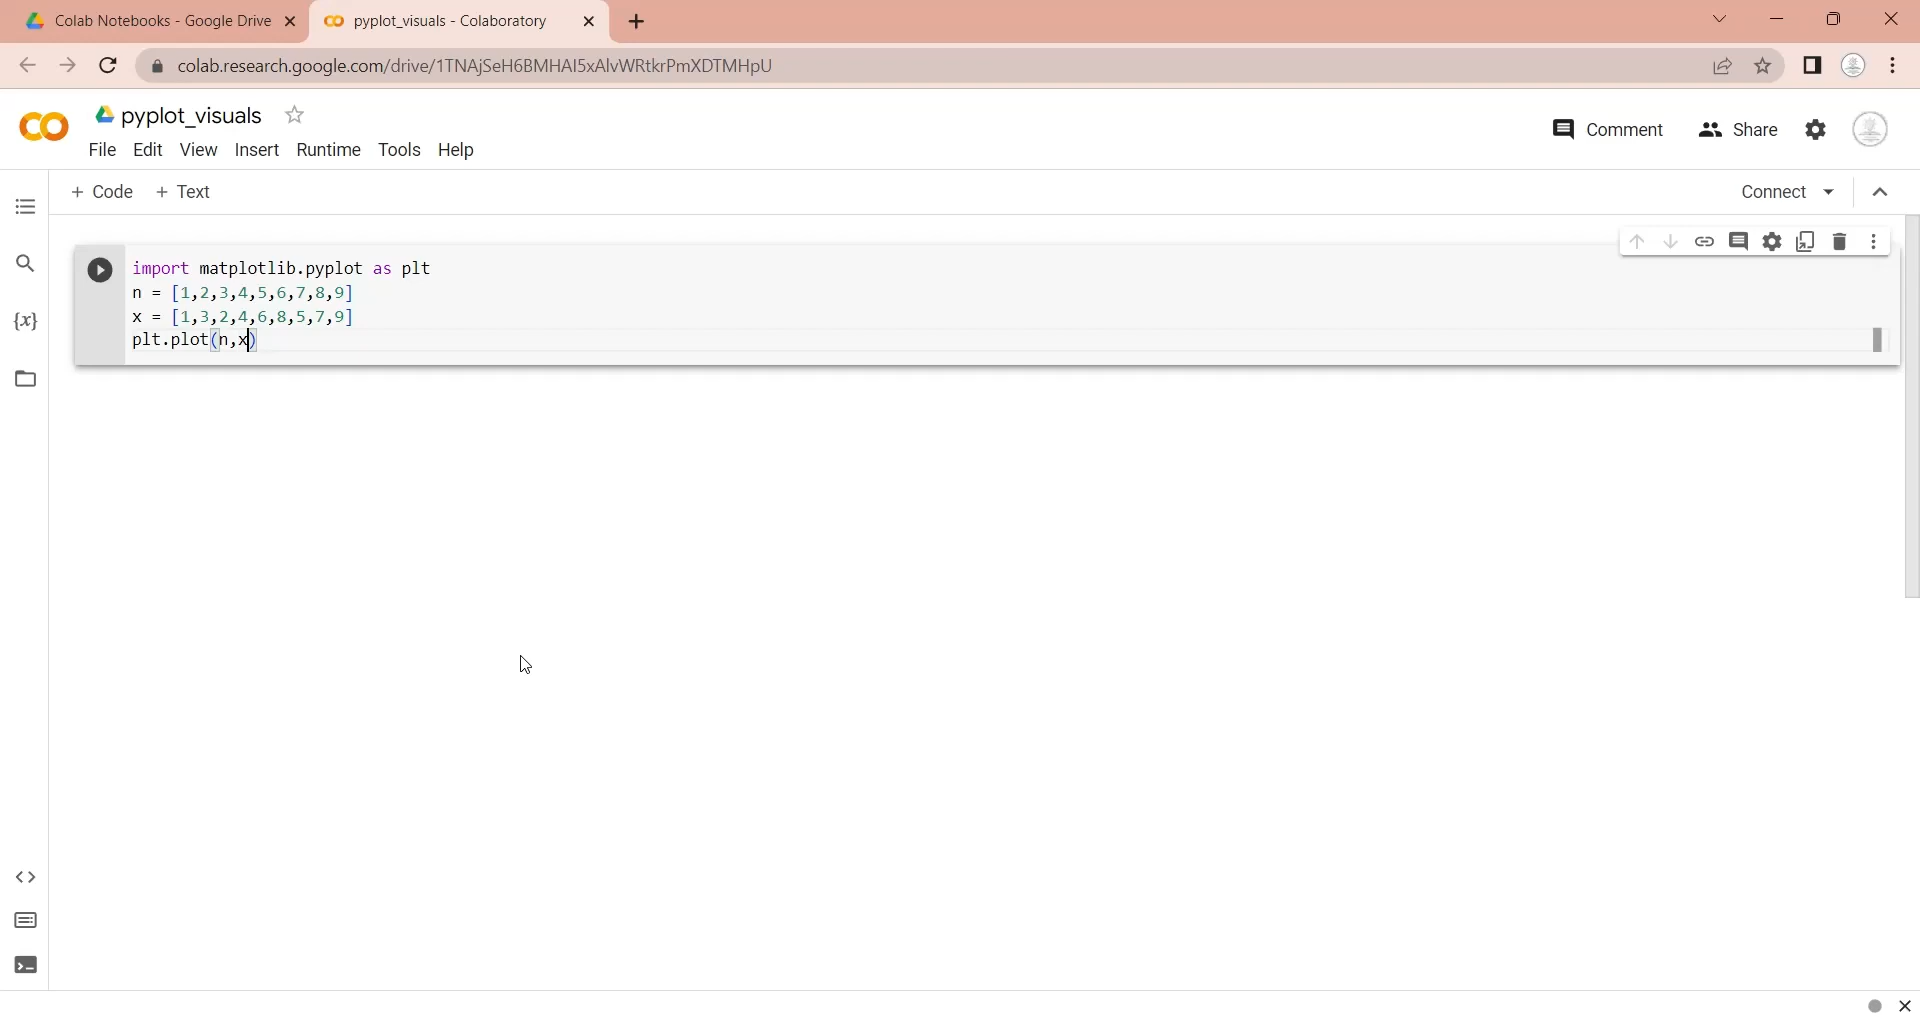 Colab Notebooks - Google Drive
pyplot_visuals - Colaboratory
colab.research.google.com/drive/1TNAjSeH6BMHAI5xAlvWRtkrPmXDTMHpU
pyplot_visuals
Comment
Share
File Edit View Insert Runtime Tools Help
+ Code + Text
Connect
import matplotlib.pyplot as plt
n = [1,2,3,4,5,6,7,8,9]
x = [1,3,2,4,6,8,5,7,9]
plt.plot(n,x)
{x}